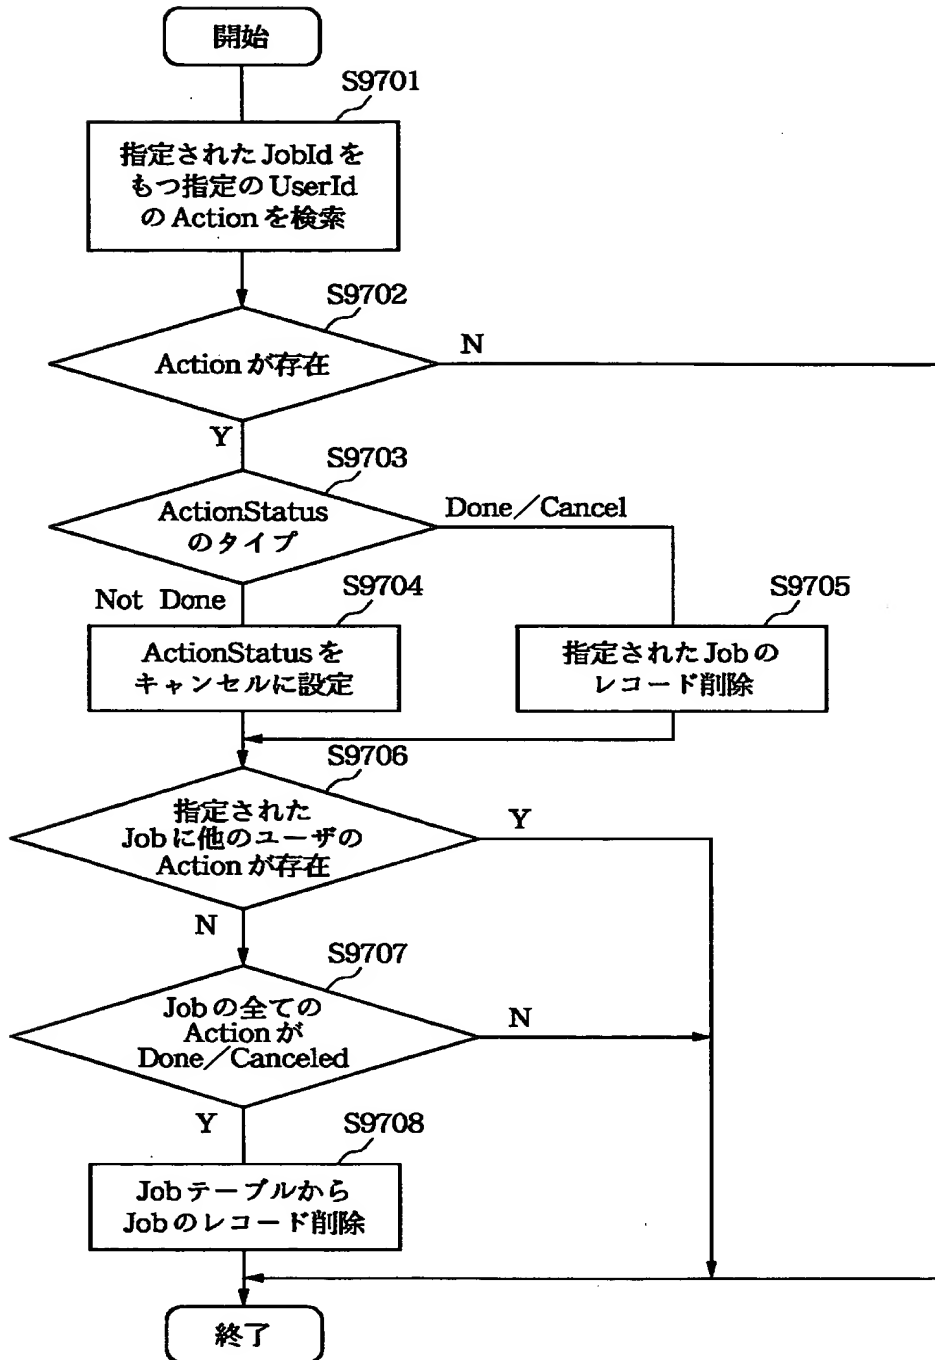 開始
S9701
指定された JobIdを
もつ指定の UserId
の Actionを検索
S9702
Actionが存在
N
Y
S9703
ActionStatus
のタイプ
Done/Cancel
Not Done
S9704
ActionStatusを
キャンセルに設定
S9705
指定されたJobの
レコード削除
S9706
指定された
Jobに他のユーザの
Actionが存在
Y
N
S9707
Jobの全ての
Actionが
Done/Canceled
N
Y
S9708
Jobテーブルから
Jobのレコード削除
終了